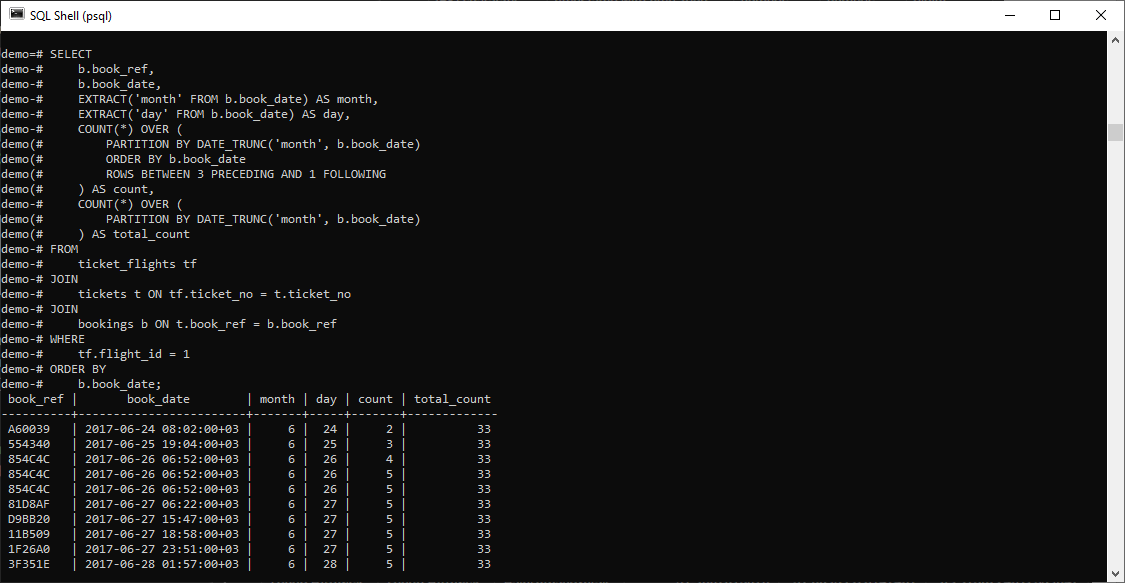 SQL Shell (psql)
demo=# SELECT
demo-#     b.book_ref,
demo-#     b.book_date,
demo-#     EXTRACT('month' FROM b.book_date) AS month,
demo-#     EXTRACT('day' FROM b.book_date) AS day,
demo-#     COUNT(*) OVER (
demo(#         PARTITION BY DATE_TRUNC('month', b.book_date)
demo(#         ORDER BY b.book_date
demo(#         ROWS BETWEEN 3 PRECEDING AND 1 FOLLOWING
demo(#     ) AS count,
demo-#     COUNT(*) OVER (
demo(#         PARTITION BY DATE_TRUNC('month', b.book_date)
demo(#     ) AS total_count
demo-# FROM
demo-#     ticket_flights tf
demo-# JOIN
demo-#     tickets t ON tf.ticket_no = t.ticket_no
demo-# JOIN
demo-#     bookings b ON t.book_ref = b.book_ref
demo-# WHERE
demo-#     tf.flight_id = 1
demo-# ORDER BY
demo-#     b.book_date;
 book_ref |       book_date        | month | day | count | total_count
----------+------------------------+-------+-----+-------+-------------
 A60039   | 2017-06-24 08:02:00+03 |     6 |  24 |     2 |          33
 554340   | 2017-06-25 19:04:00+03 |     6 |  25 |     3 |          33
 854C4C   | 2017-06-26 06:52:00+03 |     6 |  26 |     4 |          33
 854C4C   | 2017-06-26 06:52:00+03 |     6 |  26 |     5 |          33
 854C4C   | 2017-06-26 06:52:00+03 |     6 |  26 |     5 |          33
 81D8AF   | 2017-06-27 06:22:00+03 |     6 |  27 |     5 |          33
 D9BB20   | 2017-06-27 15:47:00+03 |     6 |  27 |     5 |          33
 11B509   | 2017-06-27 18:58:00+03 |     6 |  27 |     5 |          33
 1F26A0   | 2017-06-27 23:51:00+03 |     6 |  27 |     5 |          33
 3F351E   | 2017-06-28 01:57:00+03 |     6 |  28 |     5 |          33